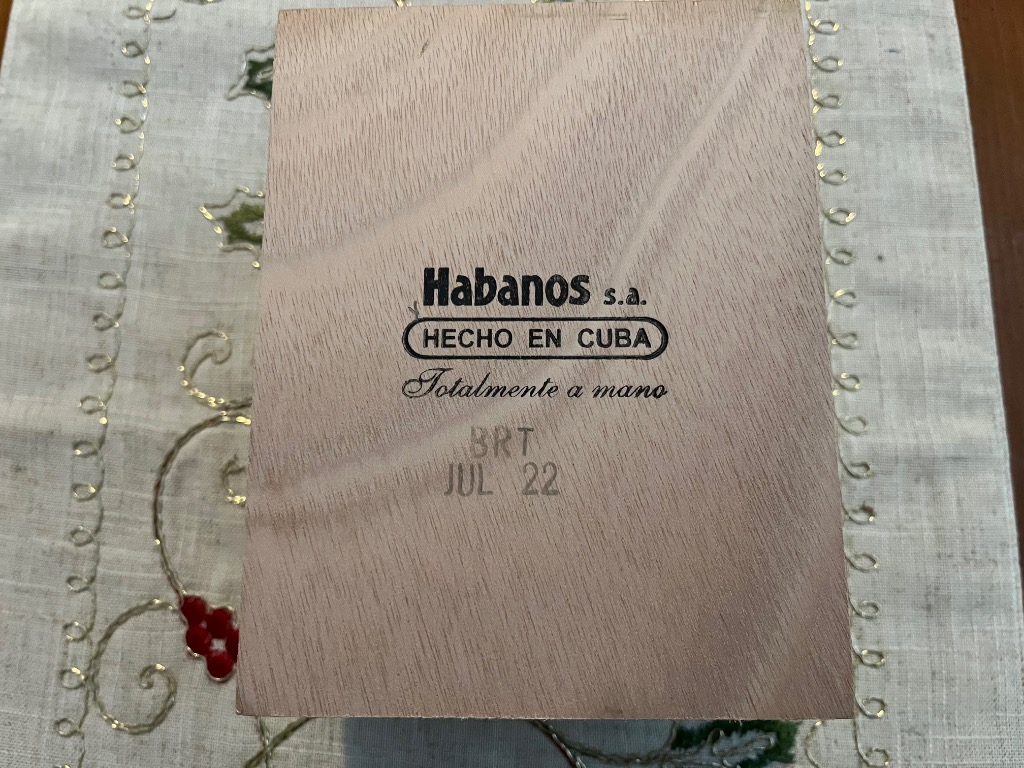 Habanos s.a.
HECHO EN CUBA
Totalmente a mano
BRT
JUL 22